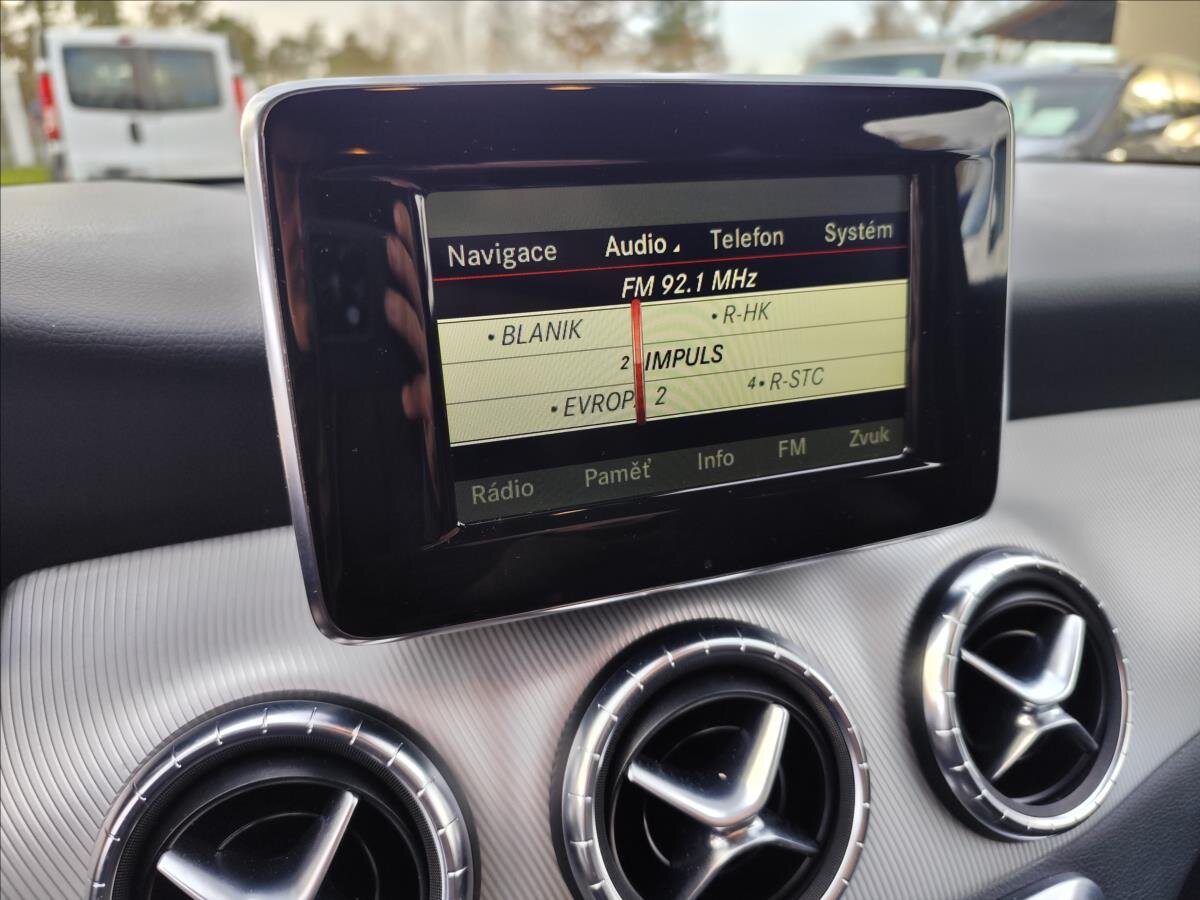 Navigace Audio Telefon Systém
FM 92.1 MHz
• BLANIK • R-HK
2 IMPULS
• EVROP 2 4• R-STC
Rádio Paměť Info FM Zvuk